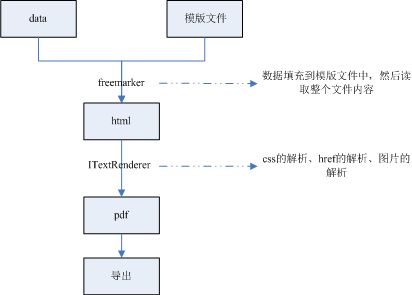 data
模版文件
freemarker
数据填充到模版文件中，然后读
取整个文件内容
html
ITextRenderer
css的解析、href的解析、图片的
解析
pdf
导出